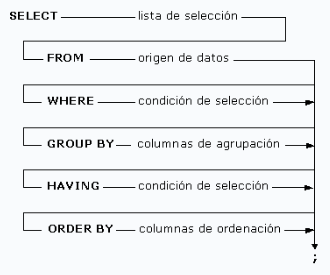 SELECT lista de selección
FROM origen de datos
WHERE condición de selección
GROUP BY columnas de agrupación
HAVING condición de selección
ORDER BY columnas de ordenación
;